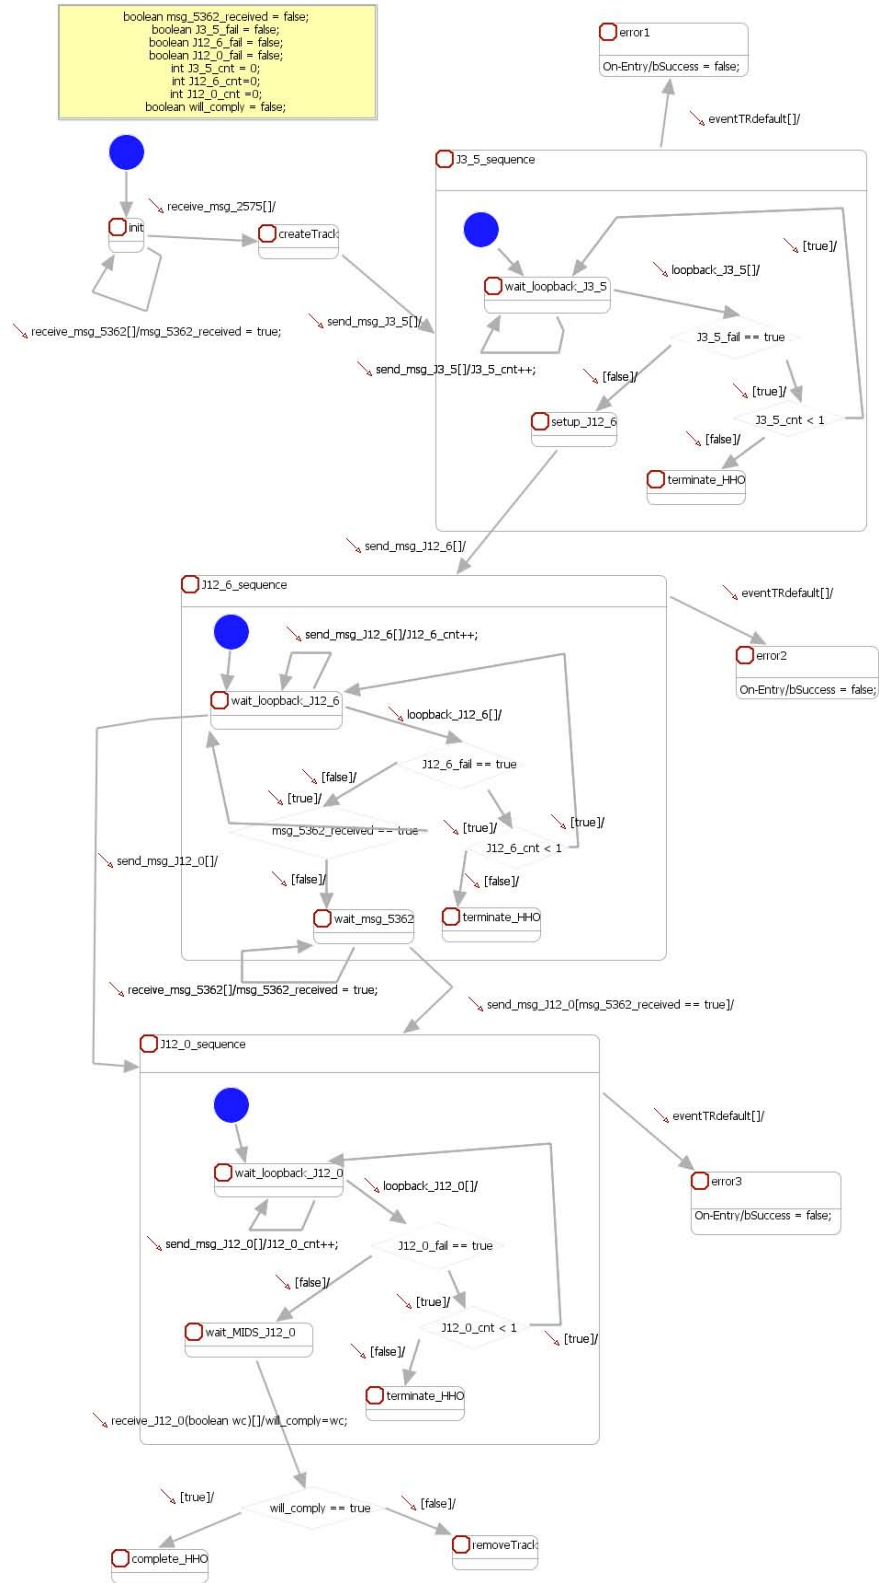 boolean msg_5362_received = false;
boolean J3_5_fail = false;
boolean J12_6_fail = false;
boolean J12_0_fail = false;
int J3_5_cnt = 0;
int J12_6_cnt=0;
int J12_0_cnt =0;
boolean will_comply = false;
error1
On-Entry/bSuccess = false;
eventTRdefault[]/
J3_5_sequence
receive_msg_2575[]/
init
createTrack
receive_msg_5362[]/msg_5362_received = true;
send_msg_J3_5[]/
[true]/
loopback_J3_5[]/
wait_loopback_J3_5
J3_5_fail == true
send_msg_J3_5[]/J3_5_cnt++;
[false]/
[true]/
setup_J12_6
J3_5_cnt < 1
[false]/
terminate_HHO
send_msg_J12_6[]/
J12_6_sequence
eventTRdefault[]/
send_msg_J12_6[]/J12_6_cnt++;
error2
On-Entry/bSuccess = false;
wait_loopback_J12_6
loopback_J12_6[]/
J12_6_fail == true
[false]/
[true]/
[true]/
[true]/
msg_5362_received == true
J12_6_cnt < 1
send_msg_J12_0[]/
[false]/
[false]/
wait_msg_5362
terminate_HHO
receive_msg_5362[]/msg_5362_received = true;
send_msg_J12_0[msg_5362_received == true]/
J12_0_sequence
eventTRdefault[]/
wait_loopback_J12_0
loopback_J12_0[]/
error3
On-Entry/bSuccess = false;
send_msg_J12_0[]/J12_0_cnt++;
J12_0_fail == true
[false]/
[true]/
wait_MIDS_J12_0
J12_0_cnt < 1
[true]/
[false]/
terminate_HHO
receive_J12_0(boolean wc)[]/will_comply=wc;
[true]/
will_comply == true
[false]/
complete_HHO
removeTrack